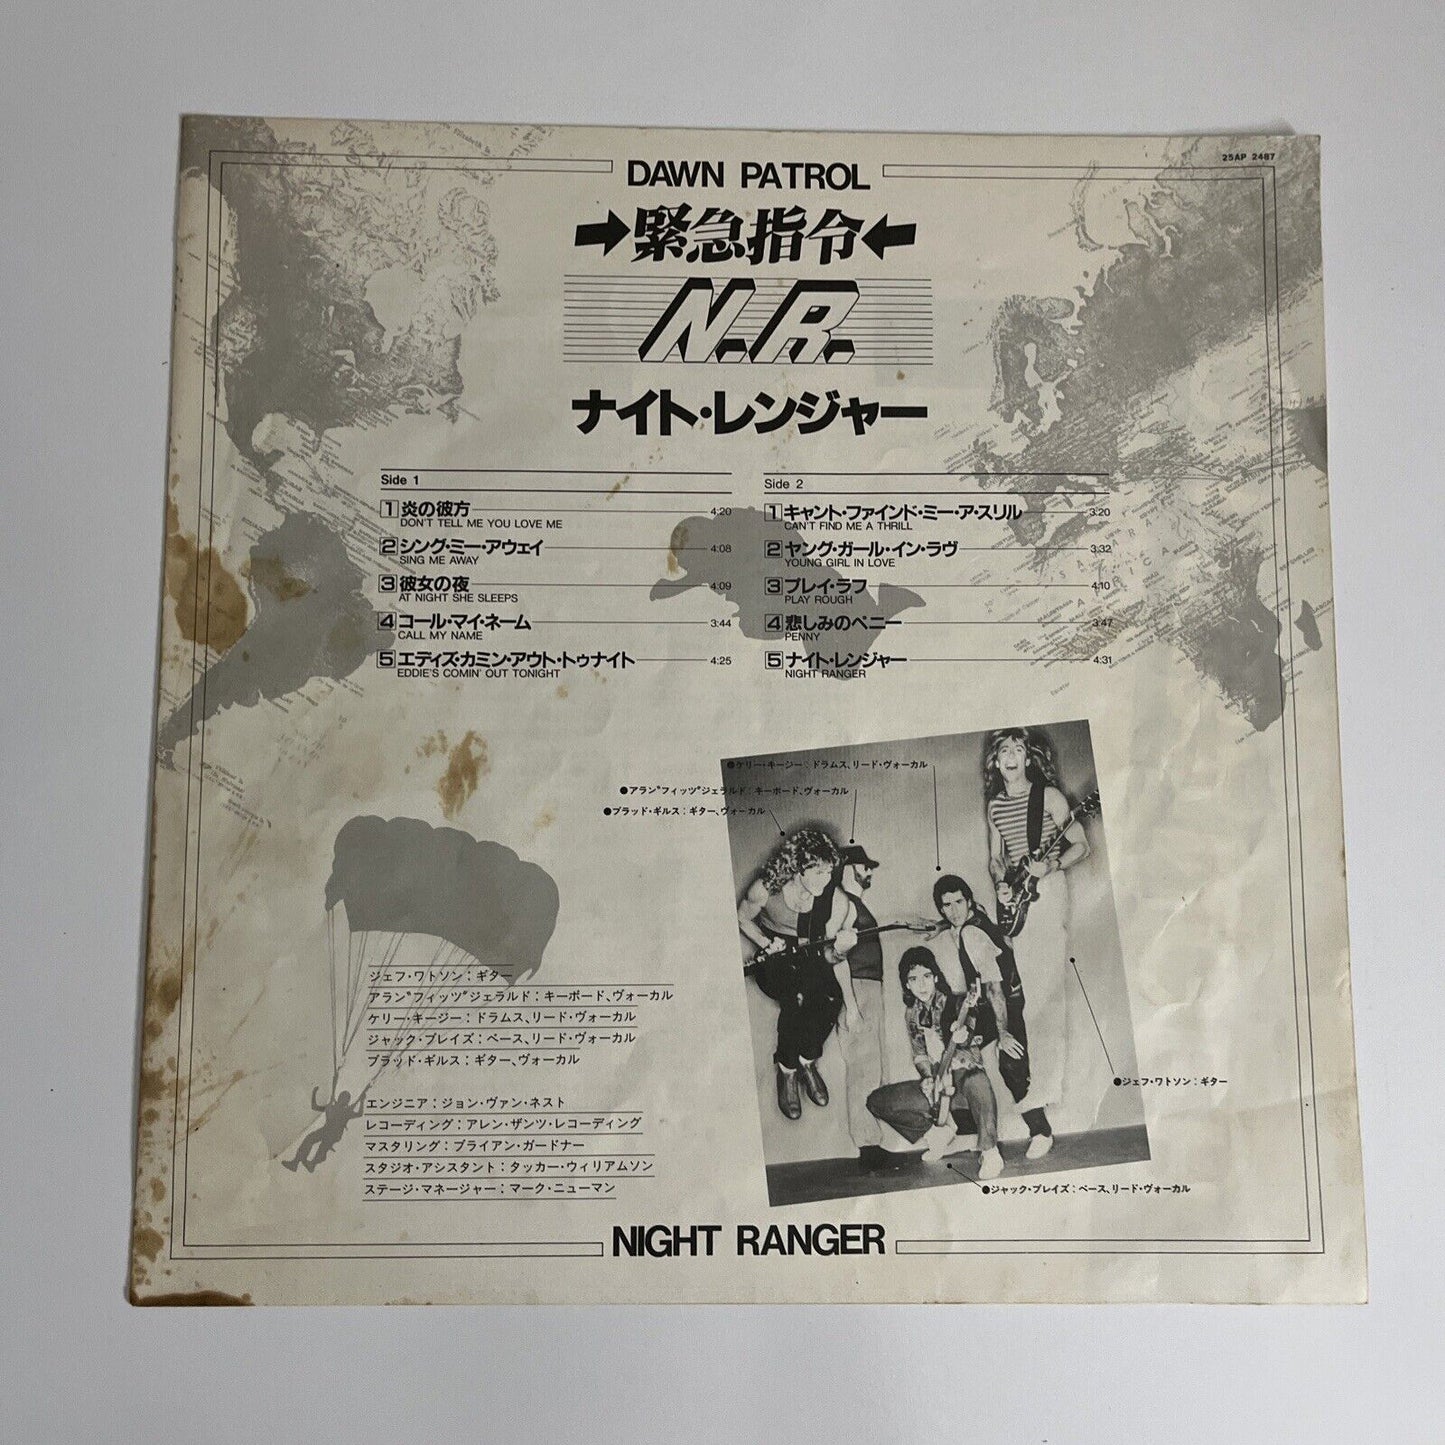 25AP 2487
DAWN PATROL
→緊急指令←
N.R.
ナイト・レンジャー
Side 1
1 炎の彼方 4:20
DON'T TELL ME YOU LOVE ME
2 シング・ミー・アウェイ 4:08
SING ME AWAY
3 彼女の夜 4:09
AT NIGHT SHE SLEEPS
4 コール・マイ・ネーム 3:44
CALL MY NAME
5 エディズ・カミン・アウト・トゥナイト 4:25
EDDIE'S COMIN' OUT TONIGHT
Side 2
1 キャント・ファインド・ミー・ア・スリル 3:20
CAN'T FIND ME A THRILL
2 ヤング・ガール・イン・ラヴ 3:32
YOUNG GIRL IN LOVE
3 プレイ・ラフ 4:10
PLAY ROUGH
4 悲しみのペニー 3:47
PENNY
5 ナイト・レンジャー 4:31
NIGHT RANGER
●ケリー・キージー：ドラムス、リード・ヴォーカル
●アラン"フィッツ"ジェラルド：キーボード、ヴォーカル
●ブラッド・ギルス：ギター、ヴォーカル
●ジェフ・ワトソン：ギター
●ジャック・ブレイズ：ベース、リード・ヴォーカル
ジェフ・ワトソン：ギター
アラン"フィッツ"ジェラルド：キーボード、ヴォーカル
ケリー・キージー：ドラムス、リード・ヴォーカル
ジャック・ブレイズ：ベース、リード・ヴォーカル
ブラッド・ギルス：ギター、ヴォーカル
エンジニア：ジョン・ヴァン・ネスト
レコーディング：アレン・ザンツ・レコーディング
マスタリング：ブライアン・ガードナー
スタジオ・アシスタント：タッカー・ウィリアムソン
ステージ・マネージャー：マーク・ニューマン
NIGHT RANGER